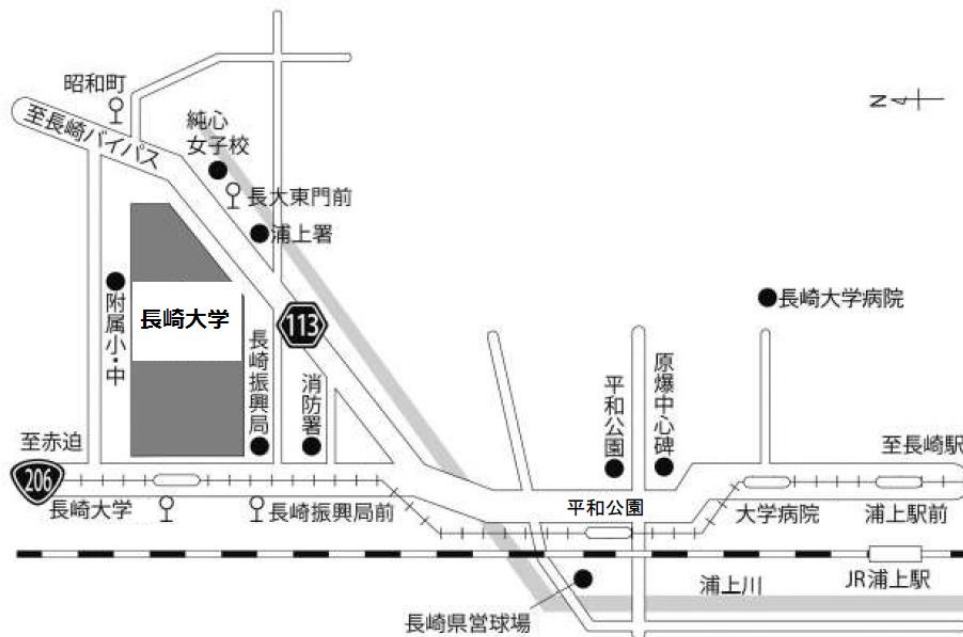 昭和町
至長崎バイパス
純心
女子校
N
長大東門前
浦上署
長崎大学病院
附属小・中
長崎大学
113
長崎振興局
消防署
平和公園
原爆中心碑
至赤迫
至長崎駅
206
長崎大学
長崎振興局前
平和公園
大学病院
浦上駅前
浦上川
JR浦上駅
長崎県営球場